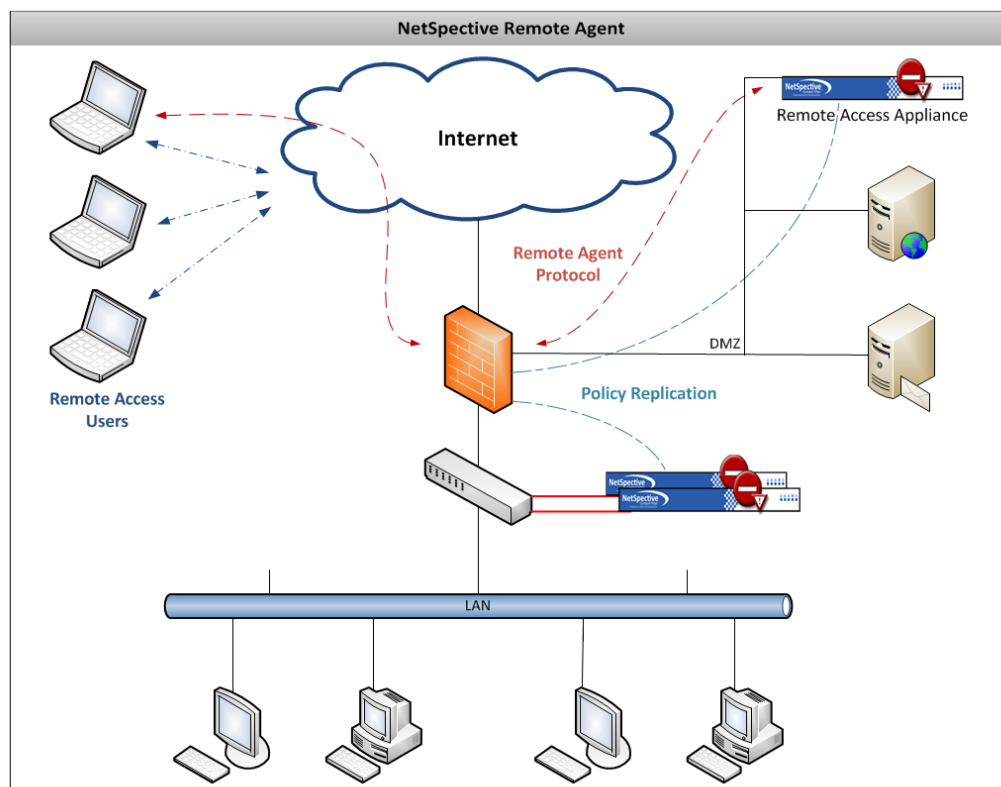 NetSpective Remote Agent
Internet
NetSpective
Remote Access Appliance
Remote Agent
Protocol
DMZ
Remote Access
Users
Policy Replication
NetSpective
NetSpective
LAN